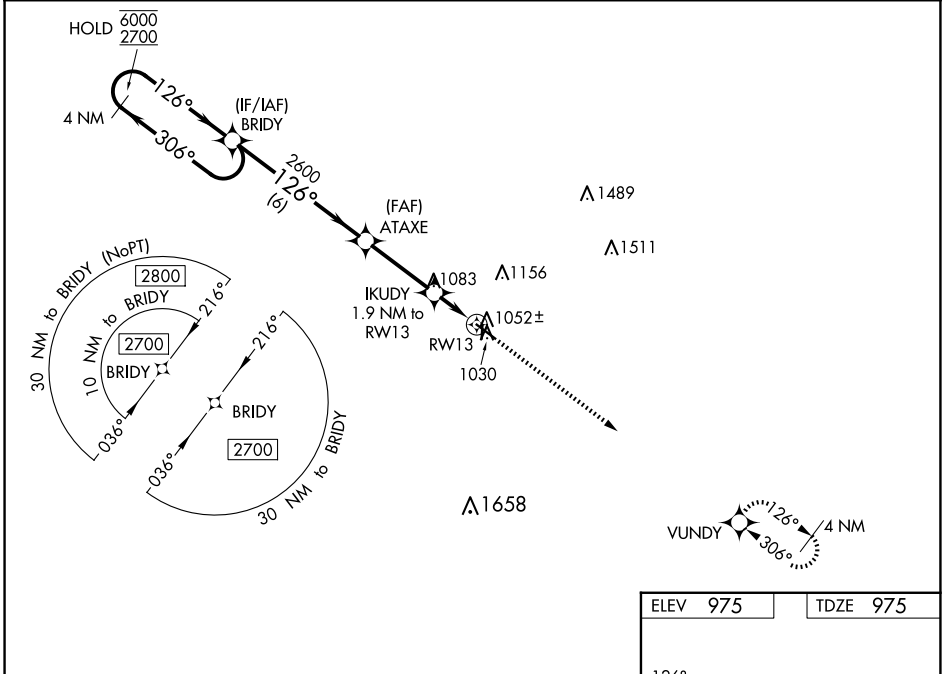 HOLD 6000
2700
4 NM
126°
306°
(IF/IAF)
BRIDY
2600
126°
(6)
(FAF)
ATAXE
1489
1511
1083
1156
IKUDY
1.9 NM to
RW13
1052±
RW13
1030
30 NM to BRIDY (NoPT)
2800
216°
10 NM to BRIDY
2700
BRIDY
036°
216°
BRIDY
2700
036°
30 NM to BRIDY
1658
VUNDY
126°
306°
4 NM
ELEV 975
TDZE 975